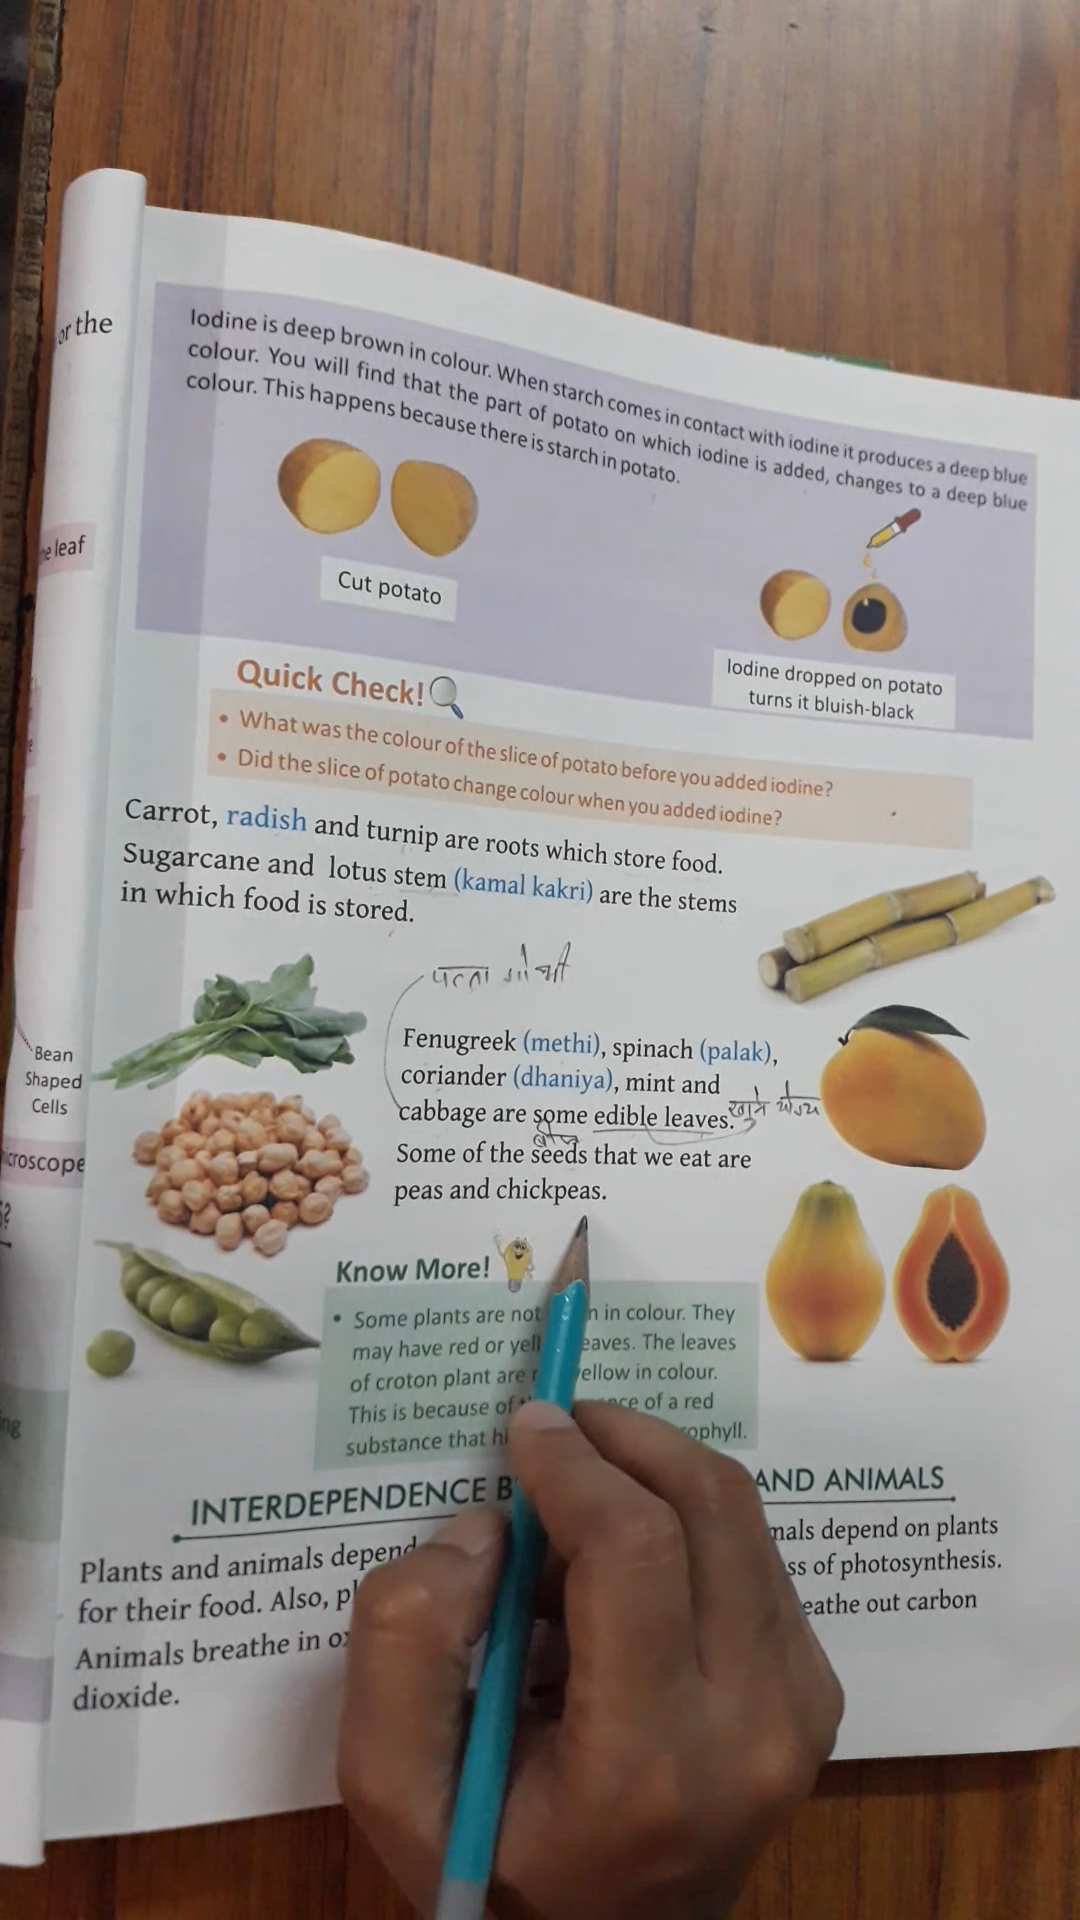 or the
Iodine is deep brown in colour. When starch comes in contact with iodine it produces a deep blue
colour. You will find that the part of potato on which iodine is added, changes to a deep blue
colour. This happens because there is starch in potato.
he leaf
Cut potato
Iodine dropped on potato
turns it bluish-black
Quick Check!
• What was the colour of the slice of potato before you added iodine?
• Did the slice of potato change colour when you added iodine?
Carrot, radish and turnip are roots which store food.
Sugarcane and lotus stem (kamal kakri) are the stems
in which food is stored.
पत्ता गोभी
Fenugreek (methi), spinach (palak),
coriander (dhaniya), mint and
cabbage are some edible leaves.
खाने योग्य
बीज
Some of the seeds that we eat are
peas and chickpeas.
Bean
Shaped
Cells
icroscope
Know More!
• Some plants are not n in colour. They
may have red or yell eaves. The leaves
of croton plant are ellow in colour.
This is because of nce of a red
substance that hi ophyll.
ng
INTERDEPENDENCE B AND ANIMALS
Plants and animals depend mals depend on plants
for their food. Also, pl ss of photosynthesis.
Animals breathe in ox eathe out carbon
dioxide.